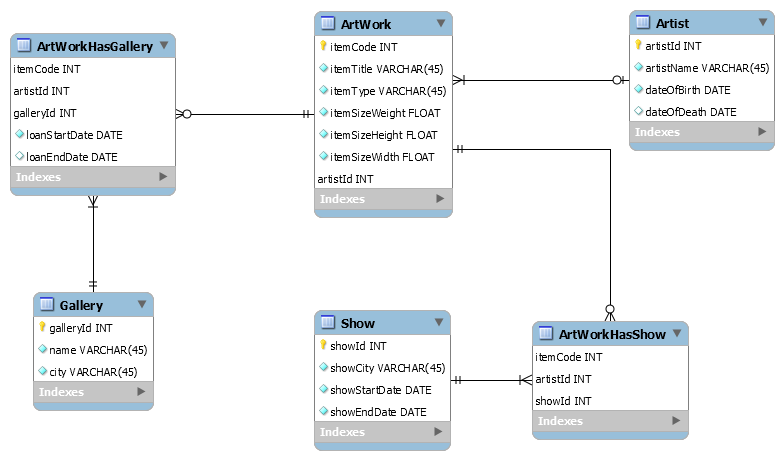 ArtWorkHasGallery
itemCode INT
artistId INT
galleryId INT
loanStartDate DATE
loanEndDate DATE
Indexes
ArtWork
itemCode INT
itemTitle VARCHAR(45)
itemType VARCHAR(45)
itemSizeWeight FLOAT
itemSizeHeight FLOAT
itemSizeWidth FLOAT
artistId INT
Indexes
Artist
artistId INT
artistName VARCHAR(45)
dateOfBirth DATE
dateOfDeath DATE
Indexes
Gallery
galleryId INT
name VARCHAR(45)
city VARCHAR(45)
Indexes
Show
showId INT
showCity VARCHAR(45)
showStartDate DATE
showEndDate DATE
Indexes
ArtWorkHasShow
itemCode INT
artistId INT
showId INT
Indexes